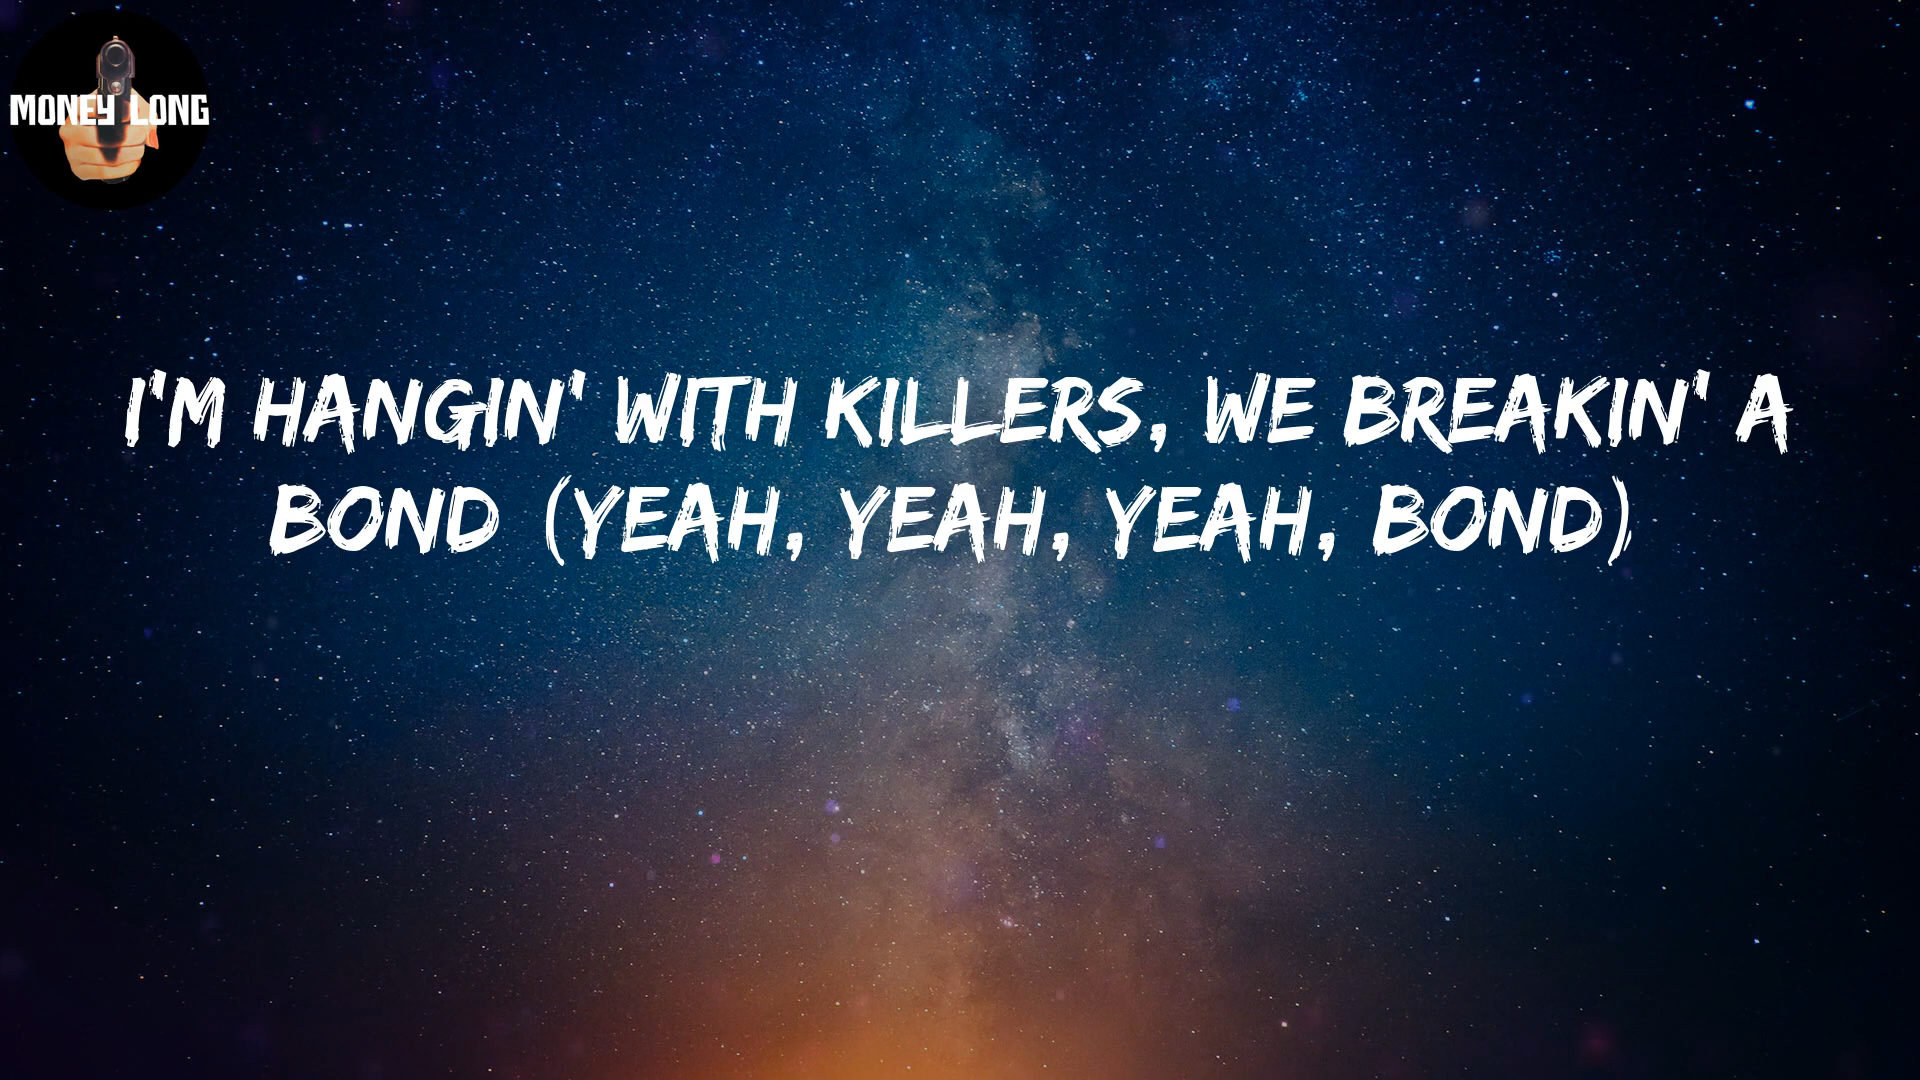 MONEY LONG
I'M HANGIN' WITH KILLERS, WE BREAKIN' A
BOND (YEAH, YEAH, YEAH, BOND)